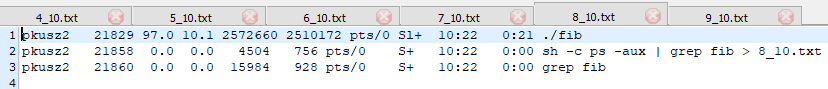 4_10.txt 5_10.txt 6_10.txt 7_10.txt 8_10.txt 9_10.txt
1 pkusz2 21829 97.0 10.1 2572660 2510172 pts/0 Sl+ 10:22 0:21 ./fib
2 pkusz2 21858 0.0 0.0 4504 756 pts/0 S+ 10:22 0:00 sh -c ps -aux | grep fib > 8_10.txt
3 pkusz2 21860 0.0 0.0 15984 928 pts/0 S+ 10:22 0:00 grep fib
4